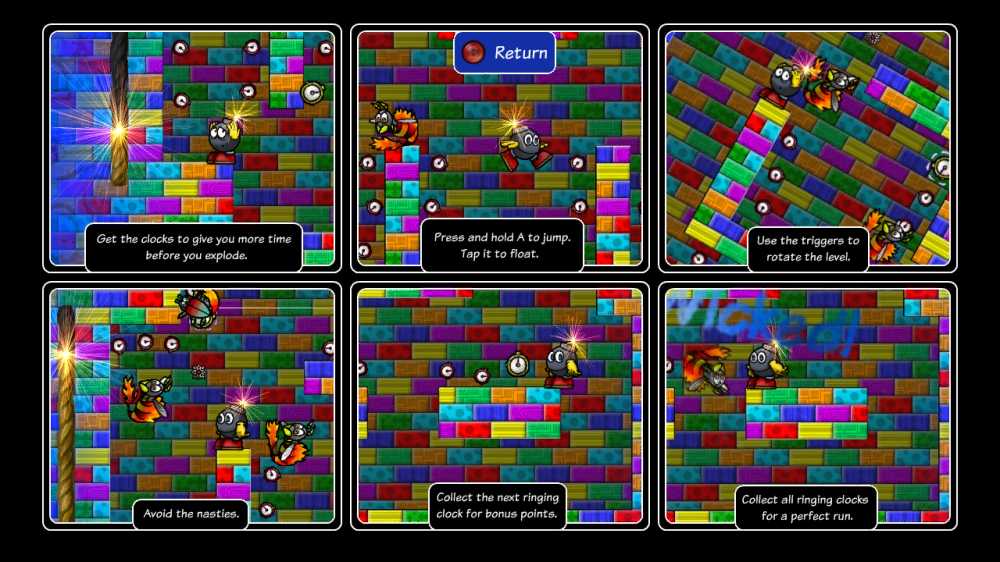 Return
Get the clocks to give you more time
before you explode.
Press and hold A to jump.
Tap it to float.
Use the triggers to
rotate the level.
Wicked!
Avoid the nasties.
Collect the next ringing
clock for bonus points.
Collect all ringing clocks
for a perfect run.